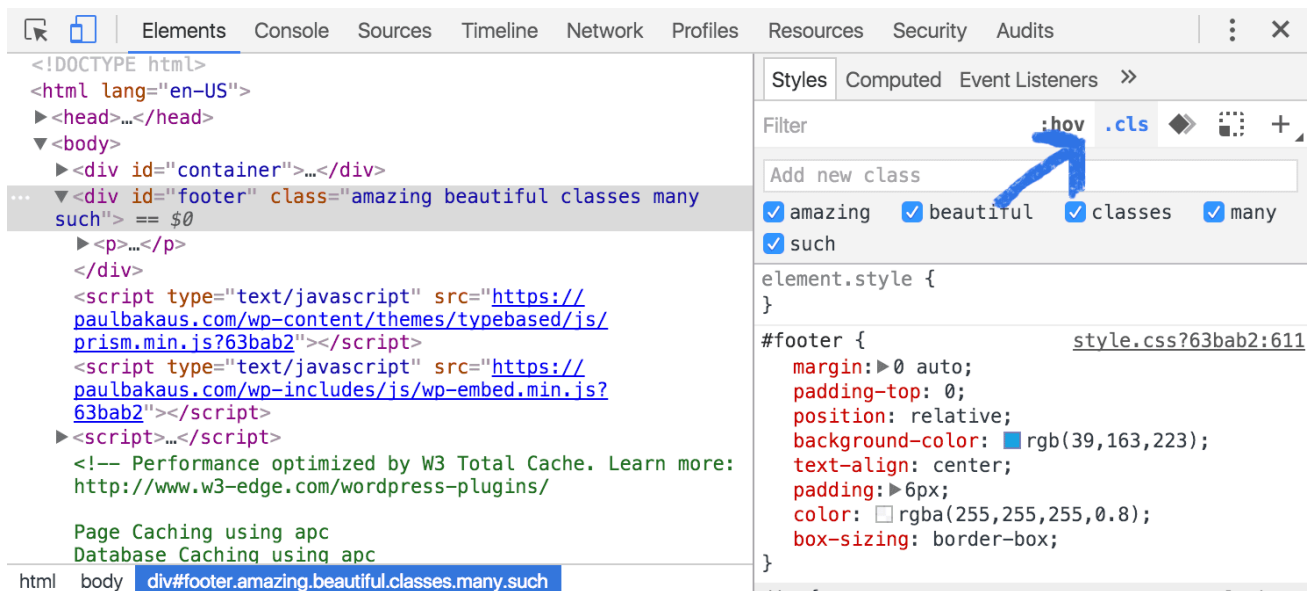 Elements Console Sources Timeline Network Profiles Resources Security Audits
<!DOCTYPE html>
<html lang="en-US">
<head>…</head>
<body>
<div id="container">…</div>
<div id="footer" class="amazing beautiful classes many
such"> == $0
<p>…</p>
</div>
<script type="text/javascript" src="https://
paulbakaus.com/wp-content/themes/typebased/js/
prism.min.js?63bab2"></script>
<script type="text/javascript" src="https://
paulbakaus.com/wp-includes/js/wp-embed.min.js?
63bab2"></script>
<script>…</script>
<!-- Performance optimized by W3 Total Cache. Learn more:
http://www.w3-edge.com/wordpress-plugins/
Page Caching using apc
Database Caching using apc
html body div#footer.amazing.beautiful.classes.many.such
Styles Computed Event Listeners »
Filter :hov .cls
Add new class
amazing beautiful classes many
such
element.style {
}
#footer { style.css?63bab2:611
margin: 0 auto;
padding-top: 0;
position: relative;
background-color: rgb(39,163,223);
text-align: center;
padding: 6px;
color: rgba(255,255,255,0.8);
box-sizing: border-box;
}